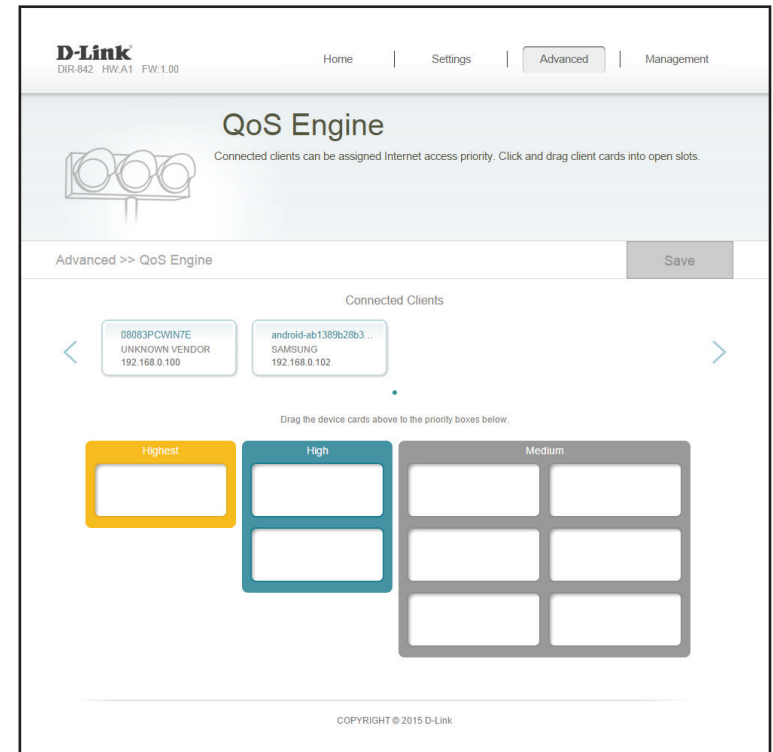 D-Link
DIR-842 HW:A1 FW:1.00
Home
Settings
Advanced
Management
QoS Engine
Connected clients can be assigned Internet access priority. Click and drag client cards into open slots.
Advanced >> QoS Engine
Save
Connected Clients
08083PCWIN7E
UNKNOWN VENDOR
192.168.0.100
android-ab1389b28b3...
SAMSUNG
192.168.0.102
Drag the device cards above to the priority boxes below.
Highest
High
Medium
COPYRIGHT © 2015 D-Link